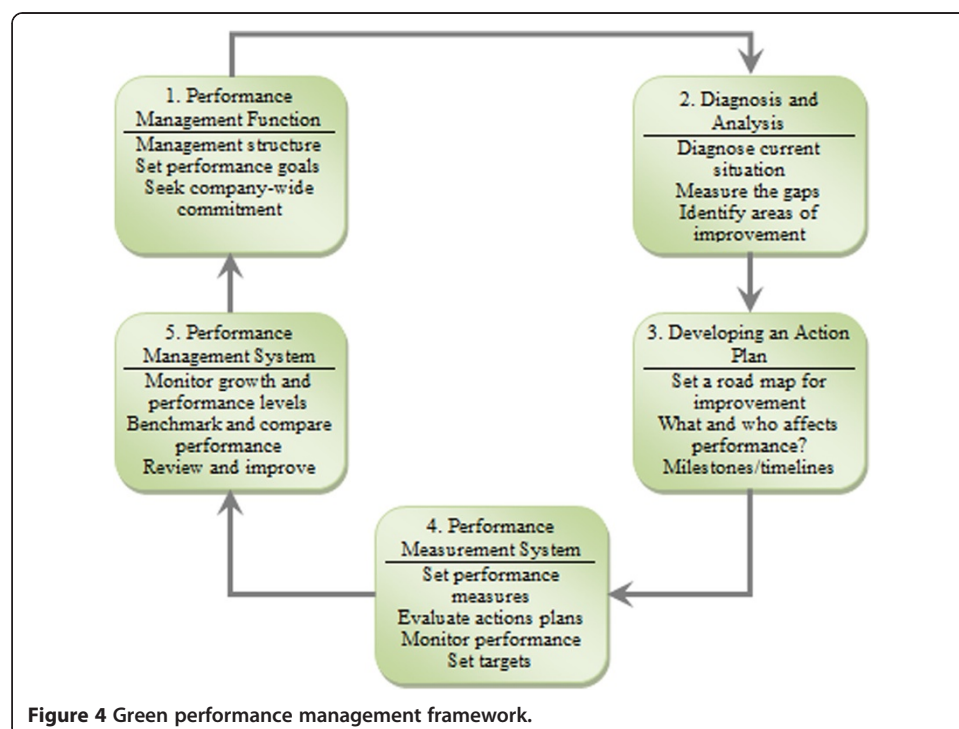 1. Performance
Management Function
Management structure
Set performance goals
Seek company-wide
commitment
2. Diagnosis and
Analysis
Diagnose current
situation
Measure the gaps
Identify areas of
improvement
3. Developing an Action
Plan
Set a road map for
improvement
What and who affects
performance?
Milestones/timelines
4. Performance
Measurement System
Set performance
measures
Evaluate actions plans
Monitor performance
Set targets
5. Performance
Management System
Monitor growth and
performance levels
Benchmark and compare
performance
Review and improve
Figure 4 Green performance management framework.